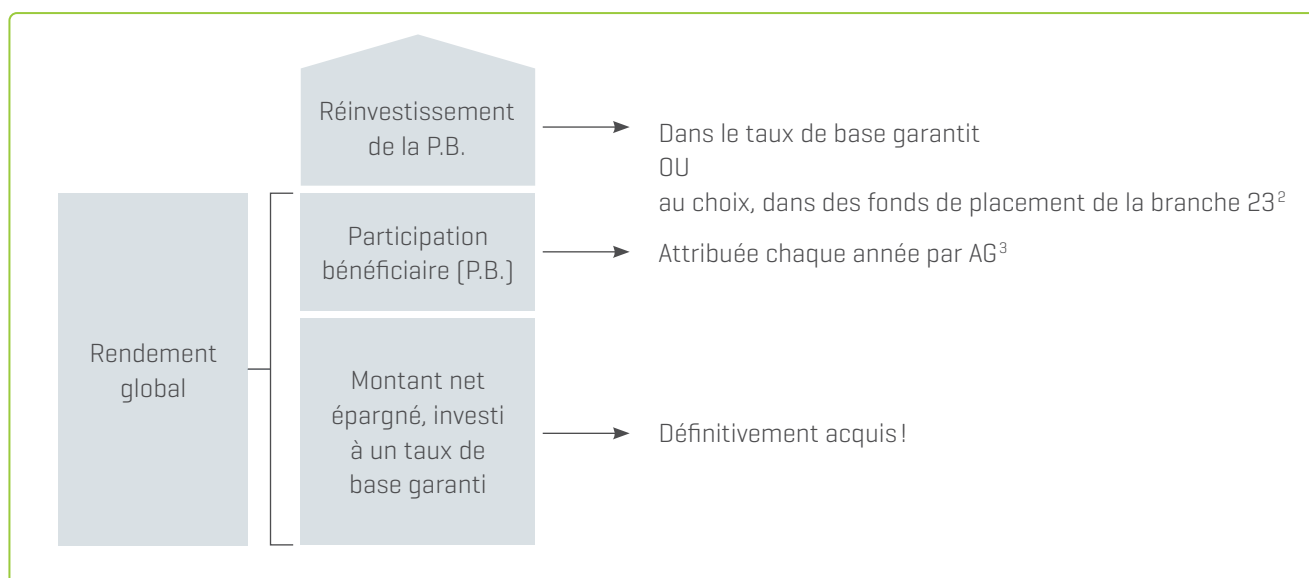 Réinvestissement
de la P.B.
Dans le taux de base garantit
OU
au choix, dans des fonds de placement de la branche 23²
Participation
bénéficiaire (P.B.)
Attribuée chaque année par AG³
Rendement
global
Montant net
épargné, investi
à un taux de
base garanti
Définitivement acquis!